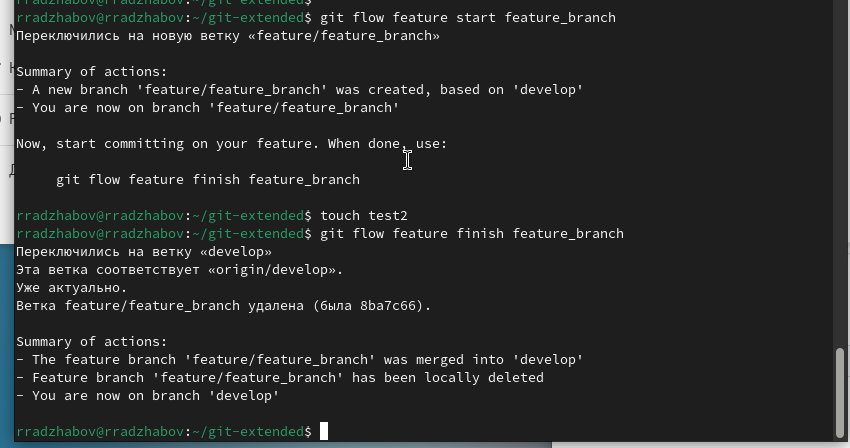 rradzhabov@rradzhabov:~/git-extended$
rradzhabov@rradzhabov:~/git-extended$ git flow feature start feature_branch
Переключились на новую ветку «feature/feature_branch»
Summary of actions:
- A new branch 'feature/feature_branch' was created, based on 'develop'
- You are now on branch 'feature/feature_branch'
Now, start committing on your feature. When done, use:
git flow feature finish feature_branch
rradzhabov@rradzhabov:~/git-extended$ touch test2
rradzhabov@rradzhabov:~/git-extended$ git flow feature finish feature_branch
Переключились на ветку «develop»
Эта ветка соответствует «origin/develop».
Уже актуально.
Ветка feature/feature_branch удалена (была 8ba7c66).
Summary of actions:
- The feature branch 'feature/feature_branch' was merged into 'develop'
- Feature branch 'feature/feature_branch' has been locally deleted
- You are now on branch 'develop'
rradzhabov@rradzhabov:~/git-extended$